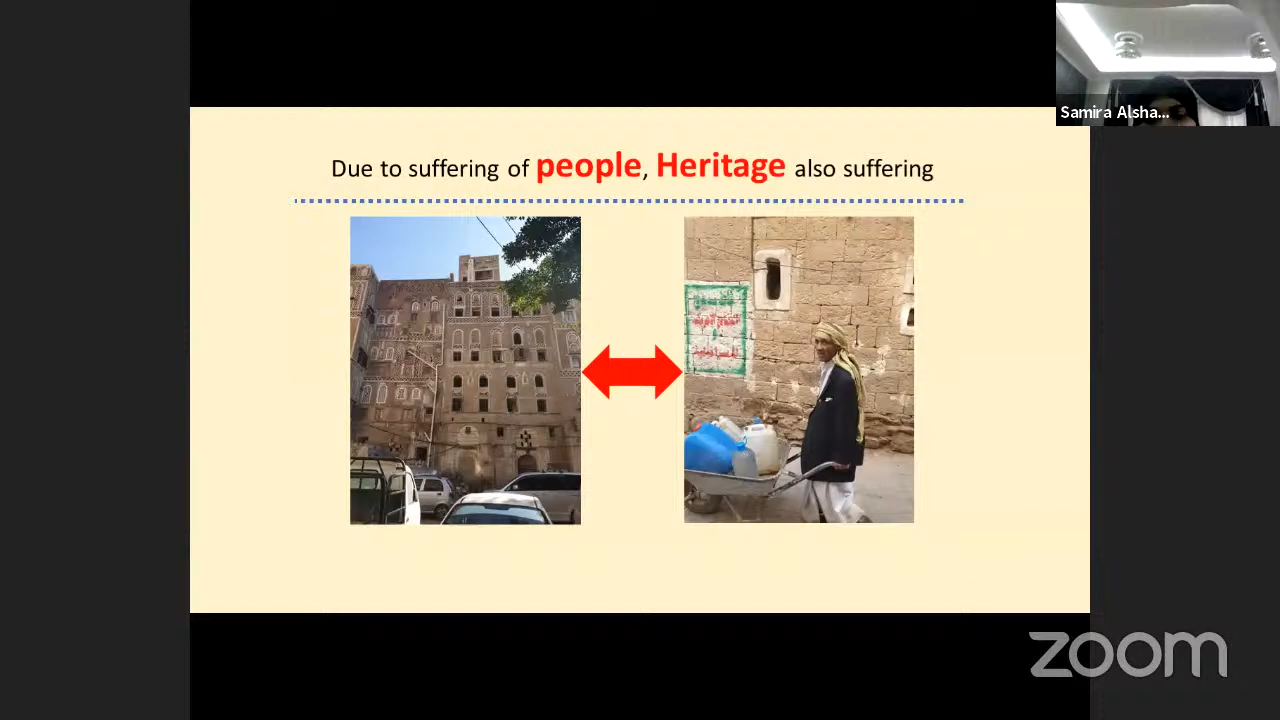 Samira Alsha...
Due to suffering of people, Heritage also suffering
zoom